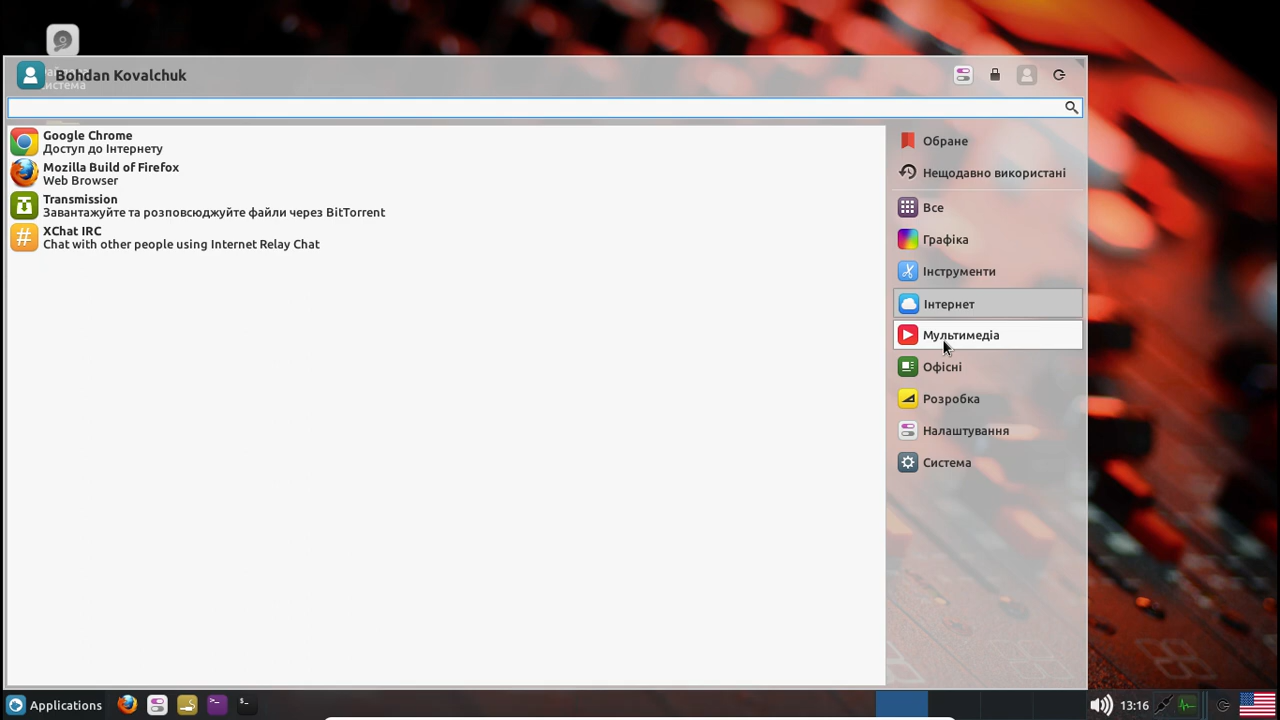 Bohdan Kovalchuk
Google Chrome
Доступ до Інтернету
Mozilla Build of Firefox
Web Browser
Transmission
Завантажуйте та розповсюджуйте файли через BitTorrent
XChat IRC
Chat with other people using Internet Relay Chat
Обране
Нещодавно використані
Все
Графіка
Інструменти
Інтернет
Мультимедіа
Офісні
Розробка
Налаштування
Система
Applications
13:16